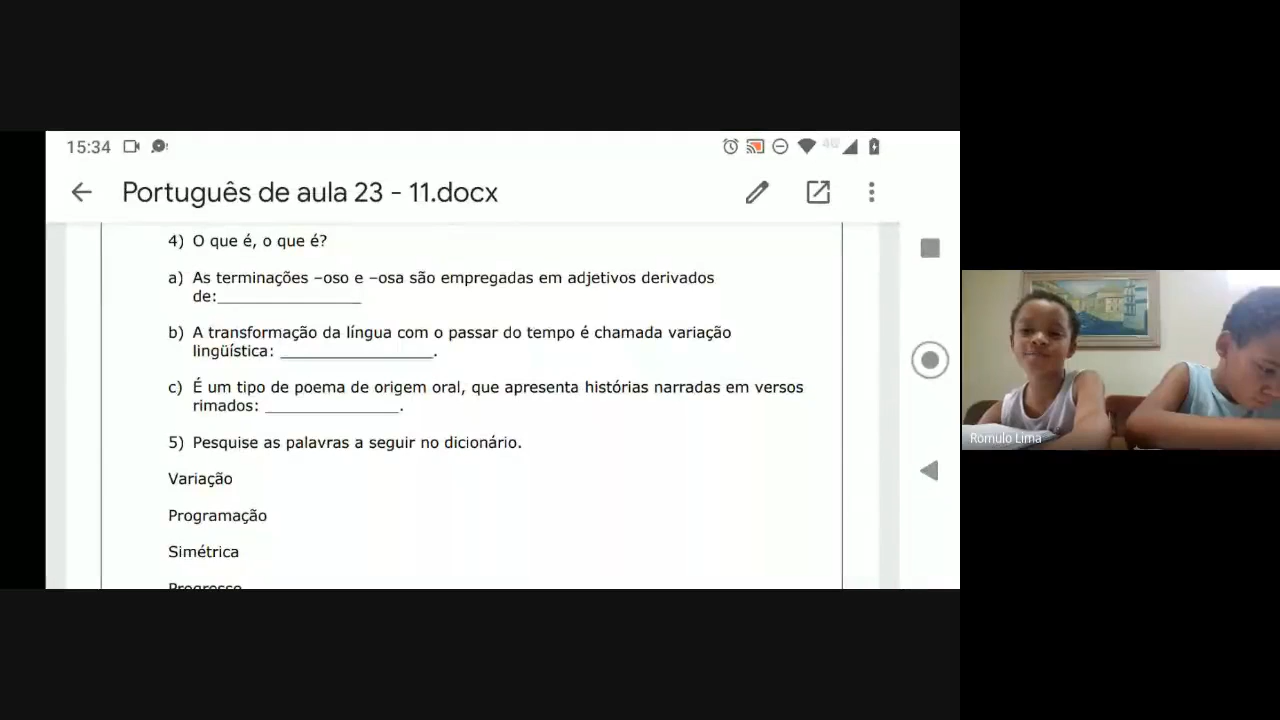 15:34
Português de aula 23 - 11.docx
4) O que é, o que é?
a) As terminações –oso e –osa são empregadas em adjetivos derivados
de:________________
b) A transformação da língua com o passar do tempo é chamada variação
lingüística: _________________.
c) É um tipo de poema de origem oral, que apresenta histórias narradas em versos
rimados: _______________.
5) Pesquise as palavras a seguir no dicionário.
Variação
Programação
Simétrica
Progresso
Romulo Lima